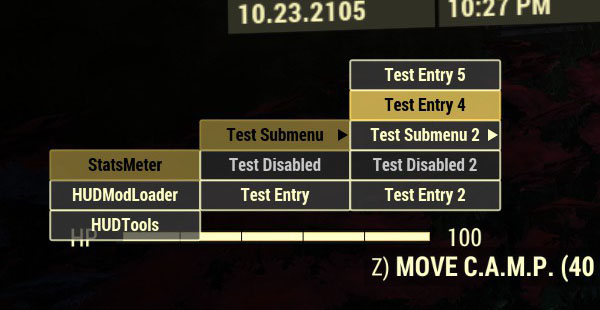 10.23.2105
10:27 PM
Test Entry 5
Test Entry 4
Test Submenu
Test Submenu 2
StatsMeter
Test Disabled
Test Disabled 2
HUDModLoader
Test Entry
Test Entry 2
HUDTools
HP
100
Z) MOVE C.A.M.P. (40